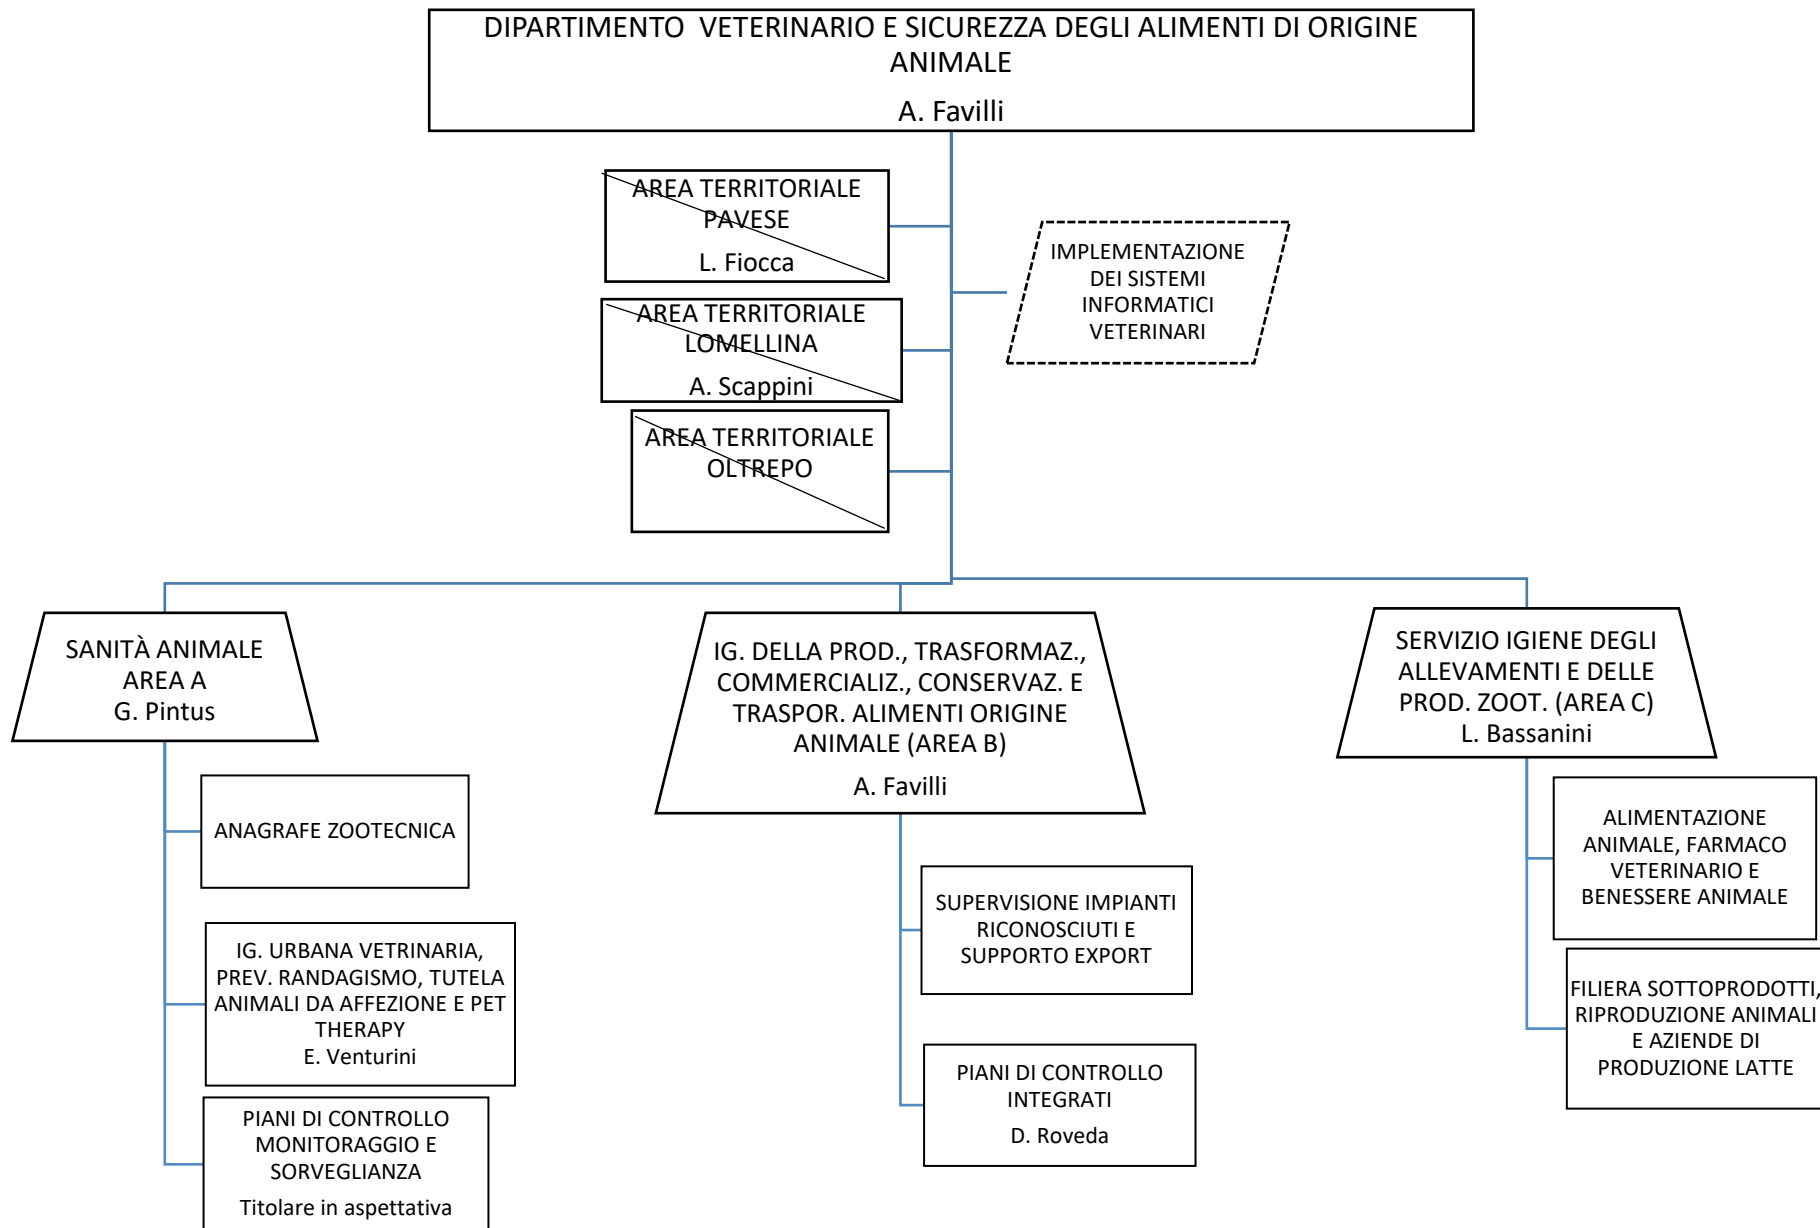 DIPARTIMENTO  VETERINARIO E SICUREZZA DEGLI ALIMENTI DI ORIGINE
ANIMALE
A. Favilli
AREA TERRITORIALE
PAVESE
L. Fiocca
IMPLEMENTAZIONE
DEI SISTEMI
INFORMATICI
VETERINARI
AREA TERRITORIALE
LOMELLINA
A. Scappini
AREA TERRITORIALE
OLTREPO
SANITÀ ANIMALE
AREA A
G. Pintus
ANAGRAFE ZOOTECNICA
IG. URBANA VETRINARIA,
PREV. RANDAGISMO, TUTELA
ANIMALI DA AFFEZIONE E PET
THERAPY
E. Venturini
PIANI DI CONTROLLO
MONITORAGGIO E
SORVEGLIANZA
Titolare in aspettativa
IG. DELLA PROD., TRASFORMAZ.,
COMMERCIALIZ., CONSERVAZ. E
TRASPOR. ALIMENTI ORIGINE
ANIMALE (AREA B)
A. Favilli
SUPERVISIONE IMPIANTI
RICONOSCIUTI E
SUPPORTO EXPORT
PIANI DI CONTROLLO
INTEGRATI
D. Roveda
SERVIZIO IGIENE DEGLI
ALLEVAMENTI E DELLE
PROD. ZOOT. (AREA C)
L. Bassanini
ALIMENTAZIONE
ANIMALE, FARMACO
VETERINARIO E
BENESSERE ANIMALE
FILIERA SOTTOPRODOTTI,
RIPRODUZIONE ANIMALI
E AZIENDE DI
PRODUZIONE LATTE